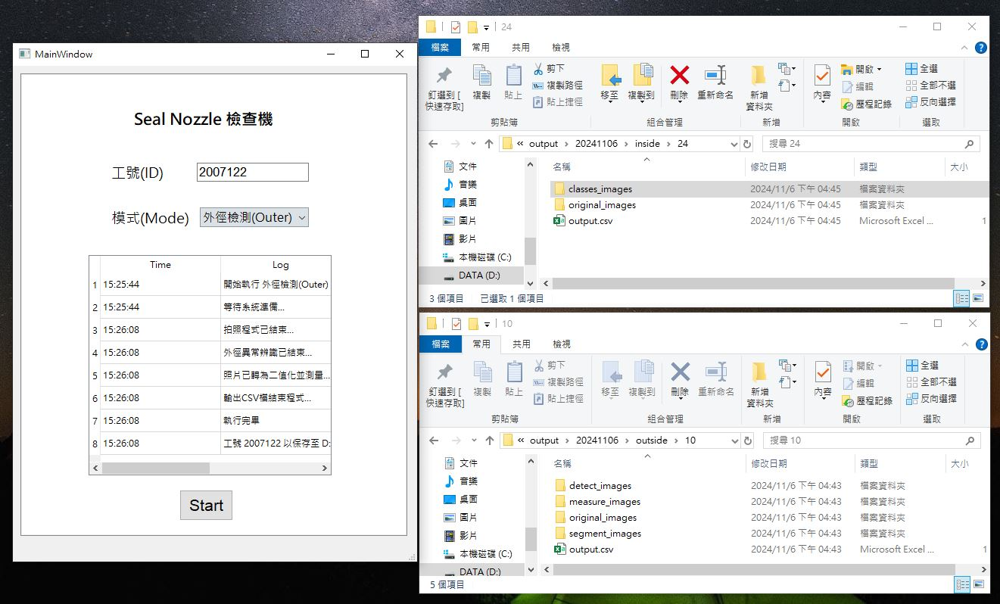 MainWindow
Seal Nozzle 檢查機
工號(ID)
2007122
模式(Mode)
外徑檢測(Outer)
Time Log
1 15:25:44 開始執行 外徑檢測(Outer)
2 15:25:44 等待系統準備...
3 15:26:08 拍照程式已結束...
4 15:26:08 外徑異常辨識已結束...
5 15:26:08 照片已轉為二值化並測量...
6 15:26:08 輸出CSV檔結束程式...
7 15:26:08 執行完畢
8 15:26:08 工號 2007122 以保存至 D:
Start
24
檔案 常用 共用 檢視
釘選到 [
快速存取]
複製
貼上
剪下
複製路徑
貼上捷徑
剪貼簿
移至
複製到
刪除
重新命名
組合管理
新增
資料夾
新增
內容
開啟
編輯
歷程記錄
開啟
全選
全部不選
反向選擇
選取
« output › 20241106 › inside › 24
搜尋 24
文件
音樂
桌面
圖片
影片
本機磁碟 (C:)
DATA (D:)
名稱 修改日期 類型 大小
classes_images 2024/11/6 下午 04:45 檔案資料夾
original_images 2024/11/6 下午 04:45 檔案資料夾
output.csv 2024/11/6 下午 04:45 Microsoft Excel ... 1
3 個項目 已選取 1 個項目
10
檔案 常用 共用 檢視
釘選到 [
快速存取]
複製
貼上
剪下
複製路徑
貼上捷徑
剪貼簿
移至
複製到
刪除
重新命名
組合管理
新增
資料夾
新增
內容
開啟
編輯
歷程記錄
開啟
全選
全部不選
反向選擇
選取
« output › 20241106 › outside › 10
搜尋 10
文件
音樂
桌面
圖片
影片
本機磁碟 (C:)
DATA (D:)
名稱 修改日期 類型 大小
detect_images 2024/11/6 下午 04:43 檔案資料夾
measure_images 2024/11/6 下午 04:43 檔案資料夾
original_images 2024/11/6 下午 04:43 檔案資料夾
segment_images 2024/11/6 下午 04:43 檔案資料夾
output.csv 2024/11/6 下午 04:43 Microsoft Excel ... 1
5 個項目